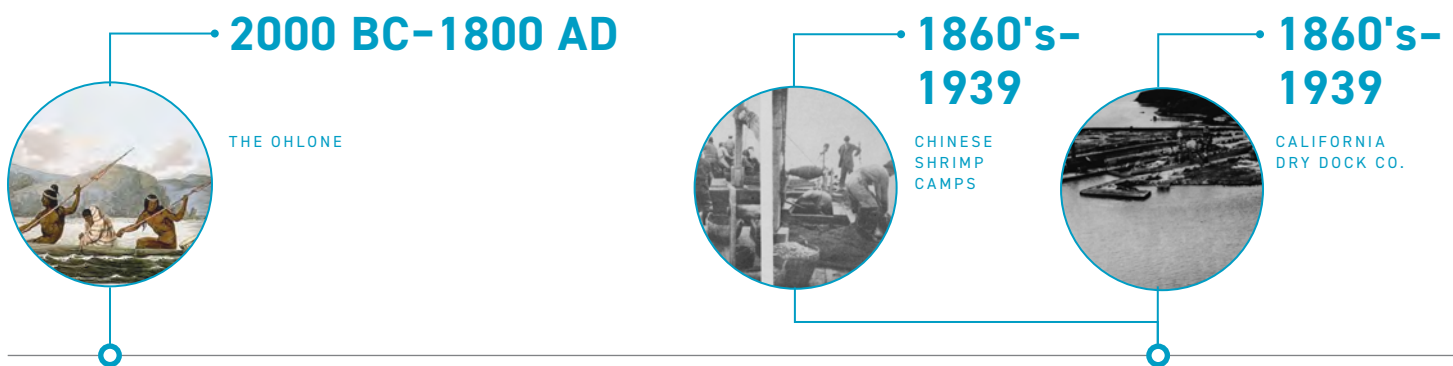 2000 BC–1800 AD
THE OHLONE
1860's–
1939
CHINESE
SHRIMP
CAMPS
1860's–
1939
CALIFORNIA
DRY DOCK CO.